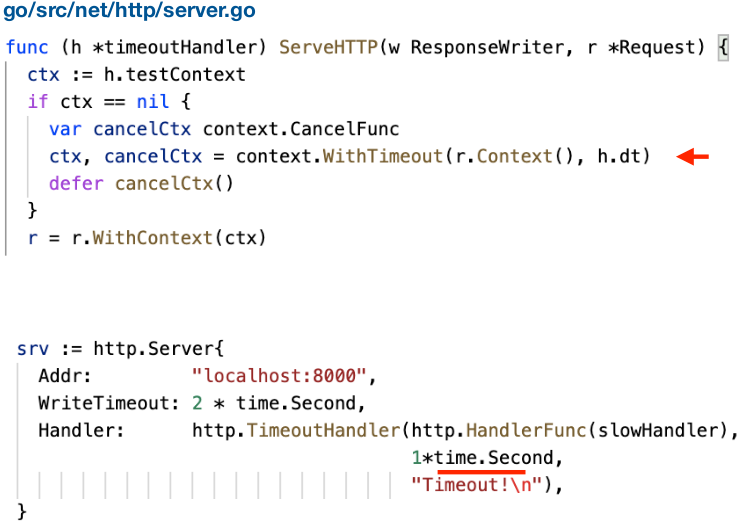 go/src/net/http/server.go
func (h *timeoutHandler) ServeHTTP(w ResponseWriter, r *Request) {
ctx := h.testContext
if ctx == nil {
var cancelCtx context.CancelFunc
ctx, cancelCtx = context.WithTimeout(r.Context(), h.dt)
defer cancelCtx()
}
r = r.WithContext(ctx)
srv := http.Server{
Addr: "localhost:8000",
WriteTimeout: 2 * time.Second,
Handler: http.TimeoutHandler(http.HandlerFunc(slowHandler),
1*time.Second,
"Timeout!\n"),
}